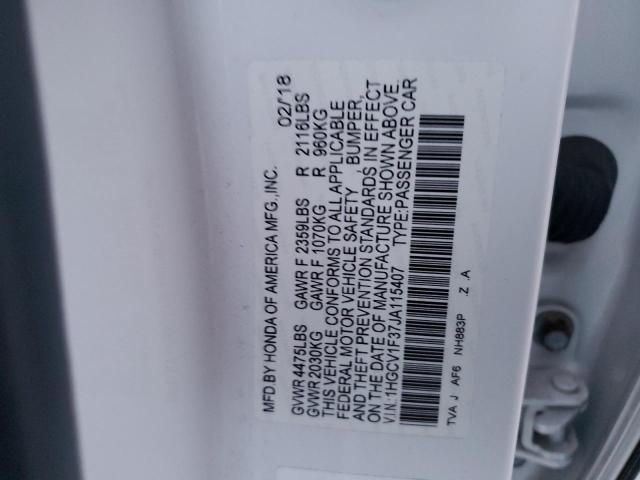 MFD.BY HONDA OF AMERICA MFG.,INC. 02/18
GVWR 4475LBS GAWR F 2359LBS R 2116LBS
GVWR 2030KG GAWR F 1070KG R 960KG
THIS VEHICLE CONFORMS TO ALL APPLICABLE
FEDERAL MOTOR VEHICLE SAFETY , BUMPER,
AND THEFT PREVENTION STANDARDS, IN EFFECT
ON THE DATE OF MANUFACTURE SHOWN ABOVE.
V.I.N.:1HGCV1F37JA115407 TYPE:PASSENGER CAR
TVA J AF6 NH883P .Z A